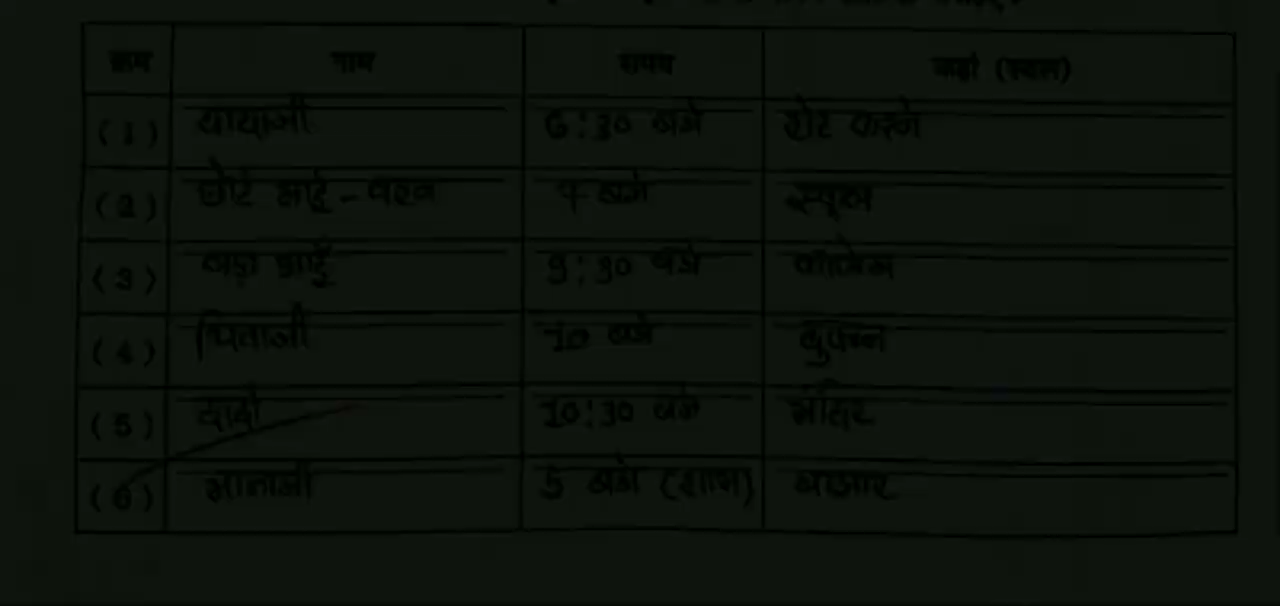 क्रम नाम समय कहाँ (स्थल)
(1) दादाजी 6:30 बजे सैर करने
(2) छोटे भाई-बहन 7 बजे स्कूल
(3) बड़ा भाई 9:30 बजे कॉलेज
(4) पिताजी 10 बजे दुकान
(5) दादी 10:30 बजे मंदिर
(6) माताजी 5 बजे (शाम) बाजार